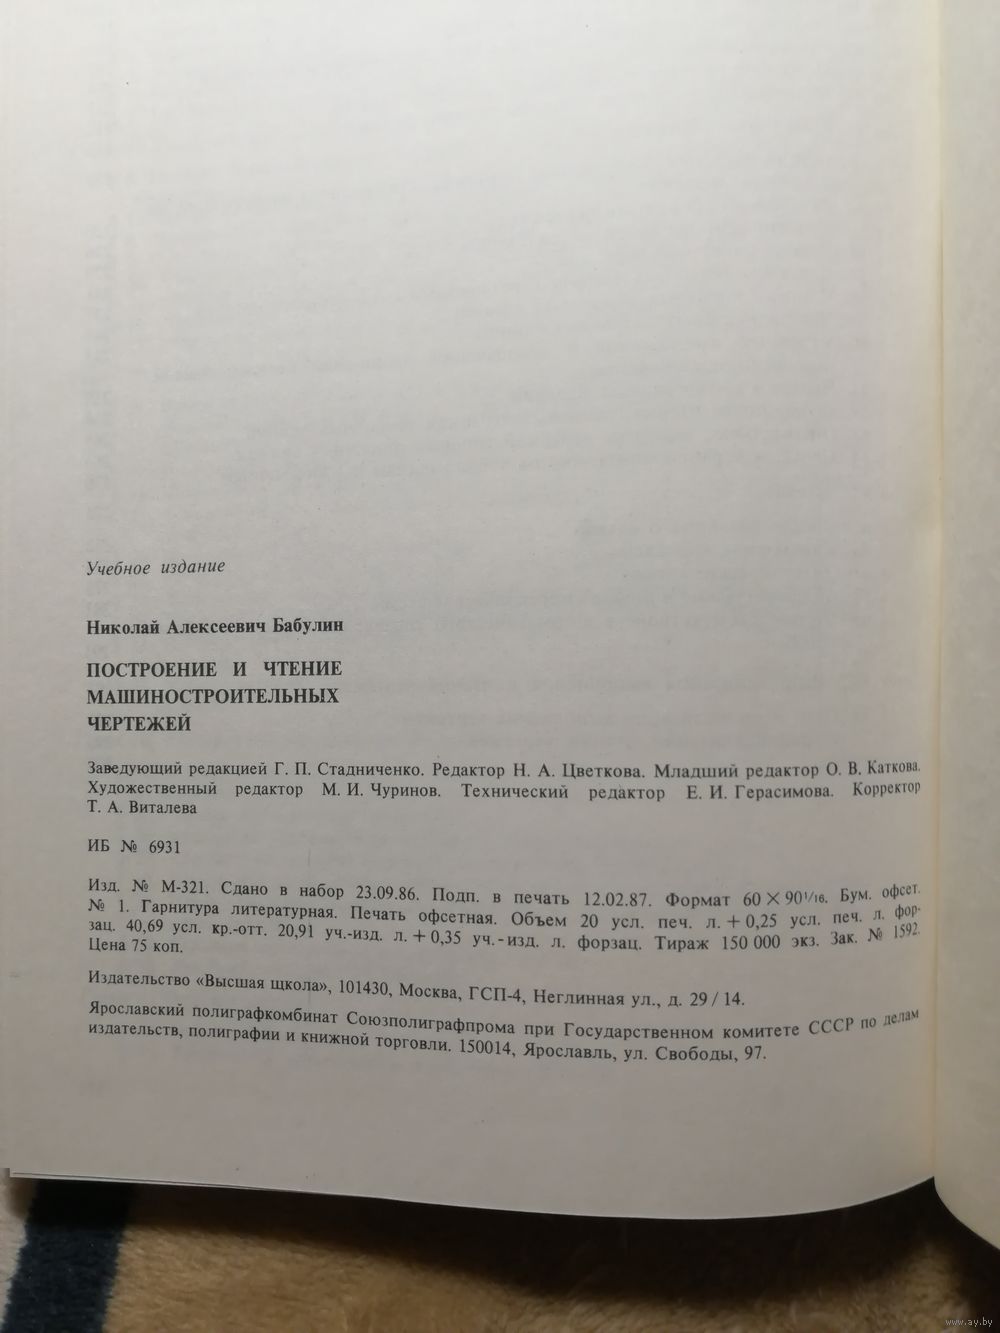 Учебное издание
Николай Алексеевич Бабулин
ПОСТРОЕНИЕ И ЧТЕНИЕ
МАШИНОСТРОИТЕЛЬНЫХ
ЧЕРТЕЖЕЙ
Заведующий редакцией Г. П. Стадниченко. Редактор Н. А. Цветкова. Младший редактор О. В. Каткова.
Художественный редактор М. И. Чуринов. Технический редактор Е. И. Герасимова. Корректор
Т. А. Виталева
ИБ № 6931
Изд. № М-321. Сдано в набор 23.09.86. Подп. в печать 12.02.87. Формат 60 × 90 1/16. Бум. офсет.
№ 1. Гарнитура литературная. Печать офсетная. Объем 20 усл. печ. л. + 0,25 усл. печ. л. фор-
зац. 40,69 усл. кр.-отт. 20,91 уч.-изд. л. + 0,35 уч.-изд. л. форзац. Тираж 150 000 экз. Зак. № 1592.
Цена 75 коп.
Издательство «Высшая щкола», 101430, Москва, ГСП-4, Неглинная ул., д. 29 / 14.
Ярославский полиграфкомбинат Союзполиграфпрома при Государственном комитете СССР по делам
издательств, полиграфии и книжной торговли. 150014, Ярославль, ул. Свободы, 97.
www.ay.by